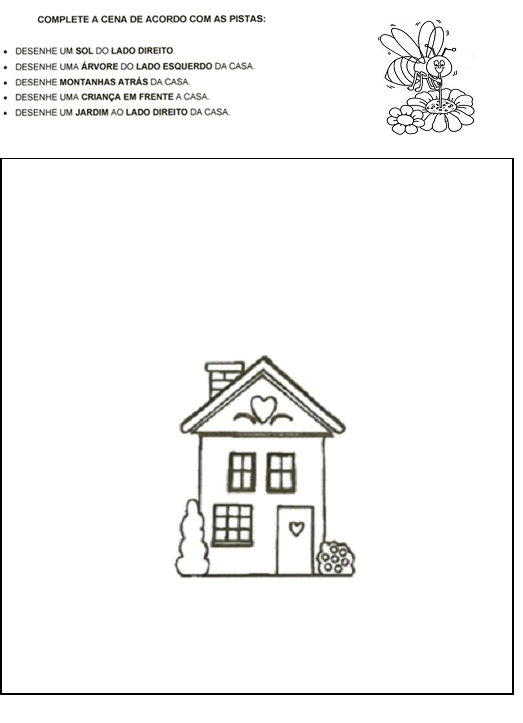 COMPLETE A CENA DE ACORDO COM AS PISTAS:
• DESENHE UM SOL DO LADO DIREITO.
• DESENHE UMA ÁRVORE DO LADO ESQUERDO DA CASA.
• DESENHE MONTANHAS ATRÁS DA CASA.
• DESENHE UMA CRIANÇA EM FRENTE A CASA.
• DESENHE UM JARDIM AO LADO DIREITO DA CASA.